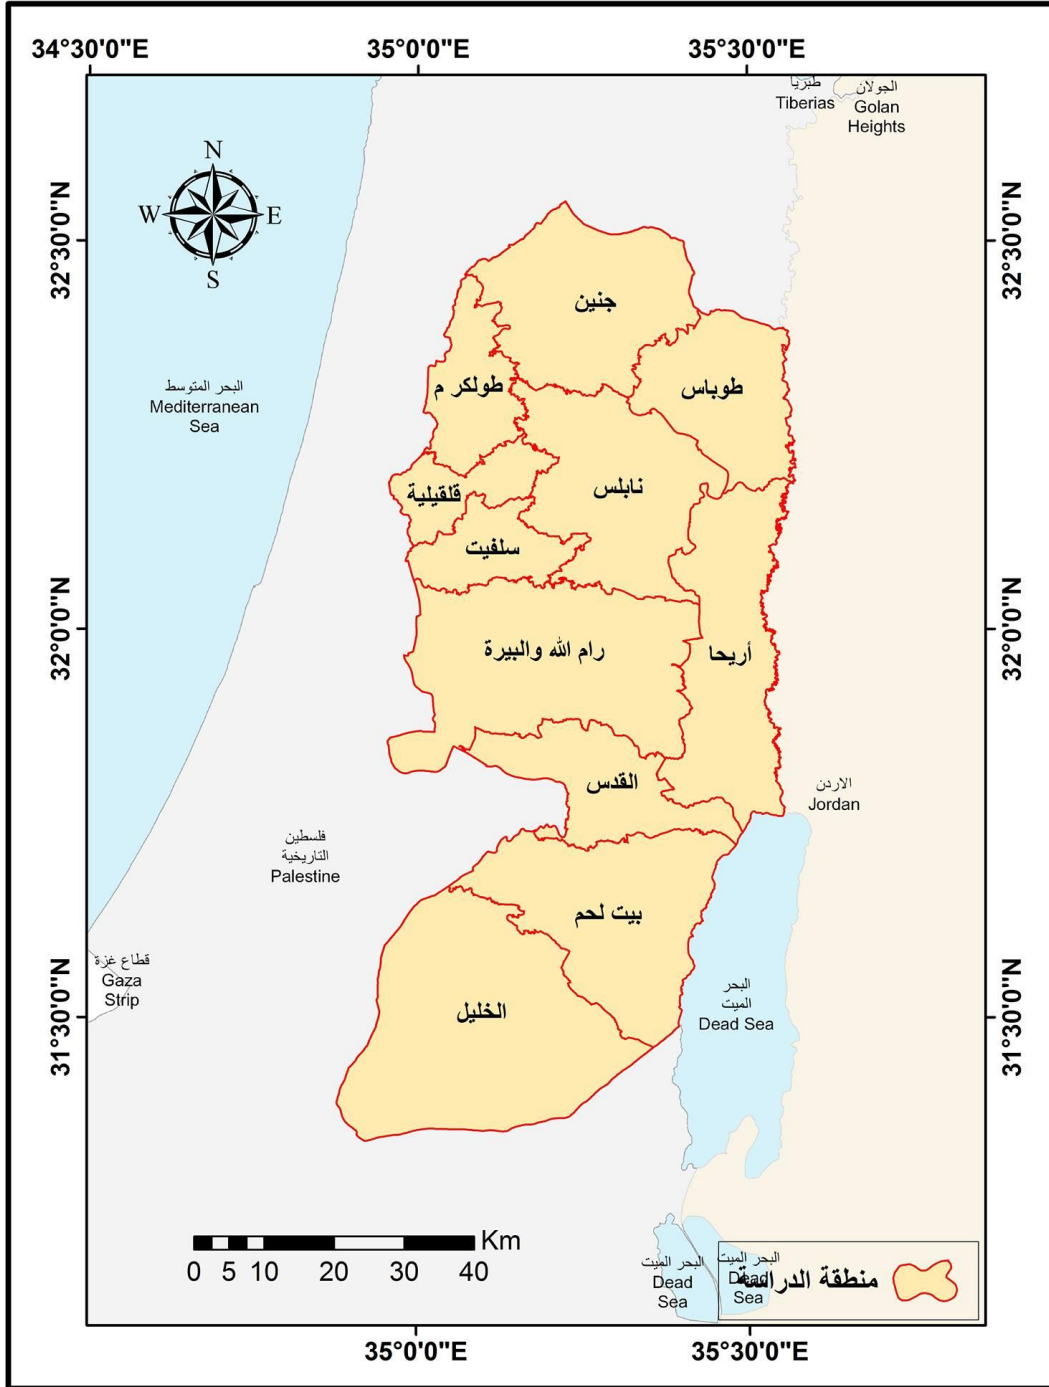 34°30'0"E
35°0'0"E
35°30'0"E
طبريا
Tiberias
الجولان
Golan
Heights
N
W
E
S
32°30'0"N
32°30'0"N
جنين
طوباس
طولكر م
البحر المتوسط
Mediterranean
Sea
نابلس
قلقيلية
سلفيت
32°0'0"N
32°0'0"N
رام الله والبيرة
أريحا
القدس
الاردن
Jordan
فلسطين
التاريخية
Palestine
بيت لحم
قطاع غزة
Gaza
Strip
البحر
الميت
Dead Sea
الخليل
31°30'0"N
31°30'0"N
Km
0 5 10 20 30 40
البحر الميت
Dead
Sea
البحر الميت
Dead
Sea
منطقة الدراسة
35°0'0"E
35°30'0"E